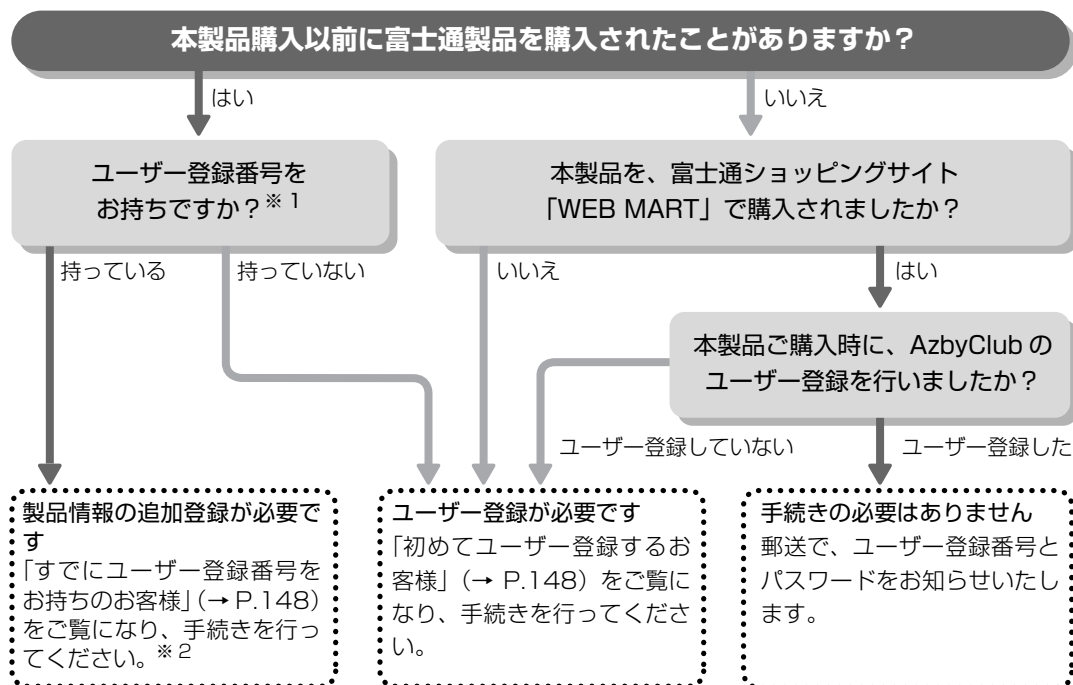 本製品購入以前に富士通製品を購入されたことがありますか？
はい
いいえ
ユーザー登録番号を
お持ちですか？※1
本製品を、富士通ショッピングサイト
「WEB MART」で購入されましたか？
持っている
持っていない
いいえ
はい
本製品ご購入時に、AzbyClub の
ユーザー登録を行いましたか？
ユーザー登録していない
ユーザー登録した
製品情報の追加登録が必要で
す
「すでにユーザー登録番号を
お持ちのお客様」（→ P.148）
をご覧になり、手続きを行っ
てください。※2
ユーザー登録が必要です
「初めてユーザー登録するお
客様」（→ P.148）をご覧に
なり、手続きを行ってくださ
い。
手続きの必要はありません
郵送で、ユーザー登録番号と
パスワードをお知らせいたし
ます。